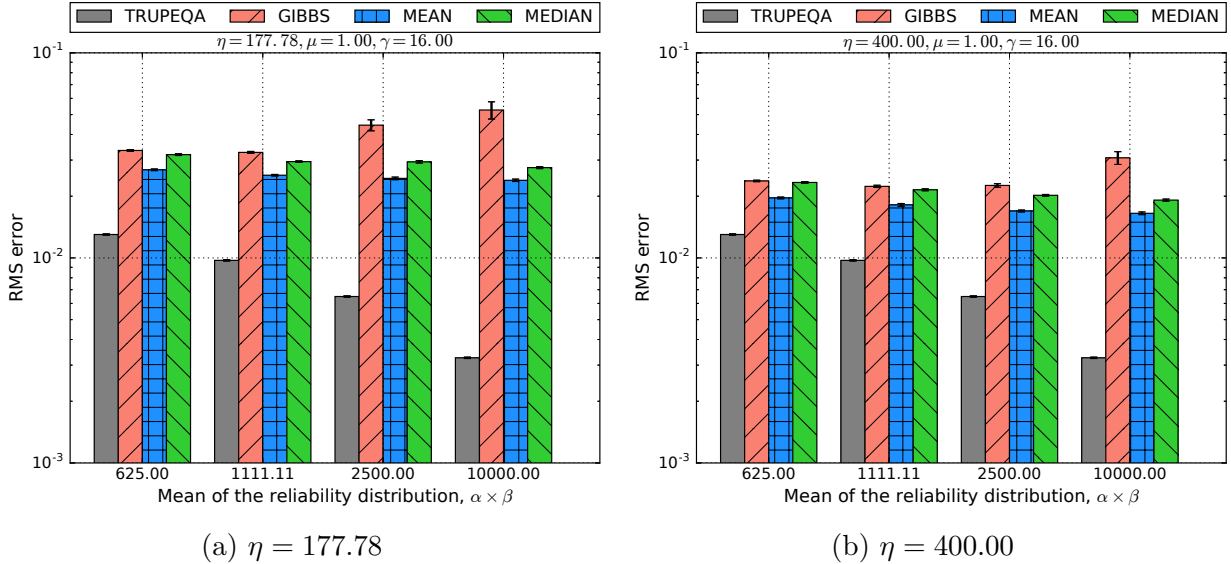 TRUPEQA GIBBS MEAN MEDIAN
η = 177.78, μ = 1.00, γ = 16.00
10⁻¹
10⁻²
10⁻³
RMS error
625.00 1111.11 2500.00 10000.00
Mean of the reliability distribution, α × β
(a) η = 177.78
TRUPEQA GIBBS MEAN MEDIAN
η = 400.00, μ = 1.00, γ = 16.00
10⁻¹
10⁻²
10⁻³
RMS error
625.00 1111.11 2500.00 10000.00
Mean of the reliability distribution, α × β
(b) η = 400.00